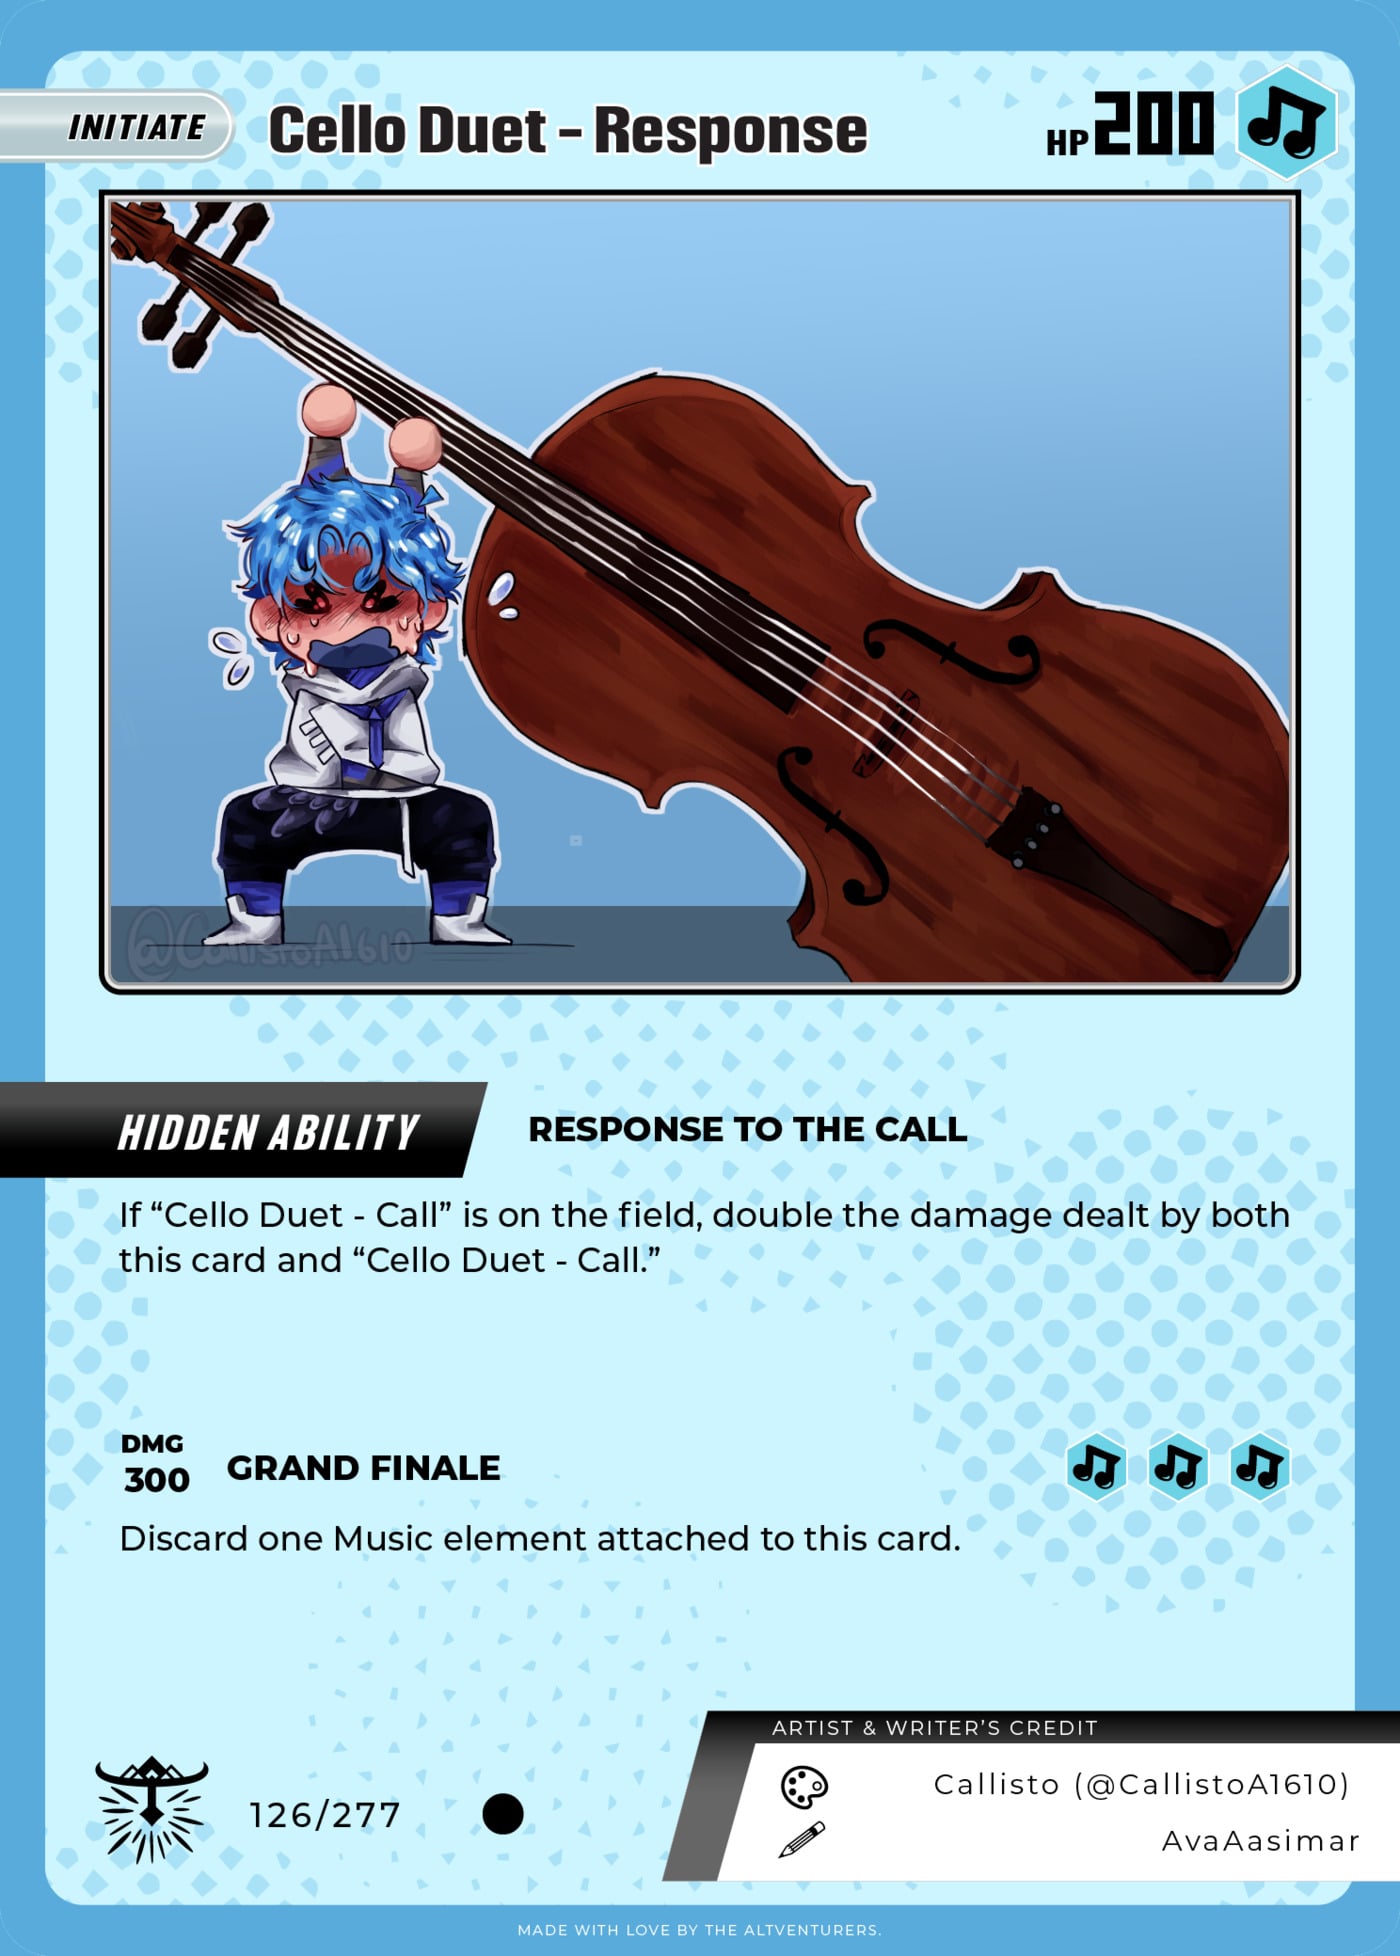 INITIATE
Cello Duet - Response
HP 200
@CallistoA1610
HIDDEN ABILITY
RESPONSE TO THE CALL
If “Cello Duet - Call” is on the field, double the damage dealt by both
this card and “Cello Duet - Call.”
DMG
300
GRAND FINALE
Discard one Music element attached to this card.
ARTIST & WRITER’S CREDIT
Callisto (@CallistoA1610)
126/277
AvaAasimar
MADE WITH LOVE BY THE ALTVENTURERS.